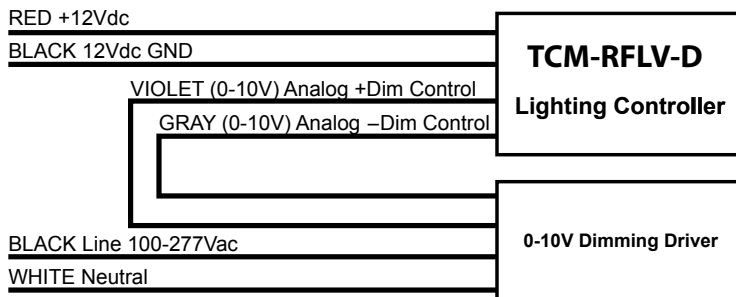 RED +12Vdc
BLACK 12Vdc GND
TCM-RFLV-D
Lighting Controller
VIOLET (0-10V) Analog +Dim Control
GRAY (0-10V) Analog –Dim Control
BLACK Line 100-277Vac
0-10V Dimming Driver
WHITE Neutral